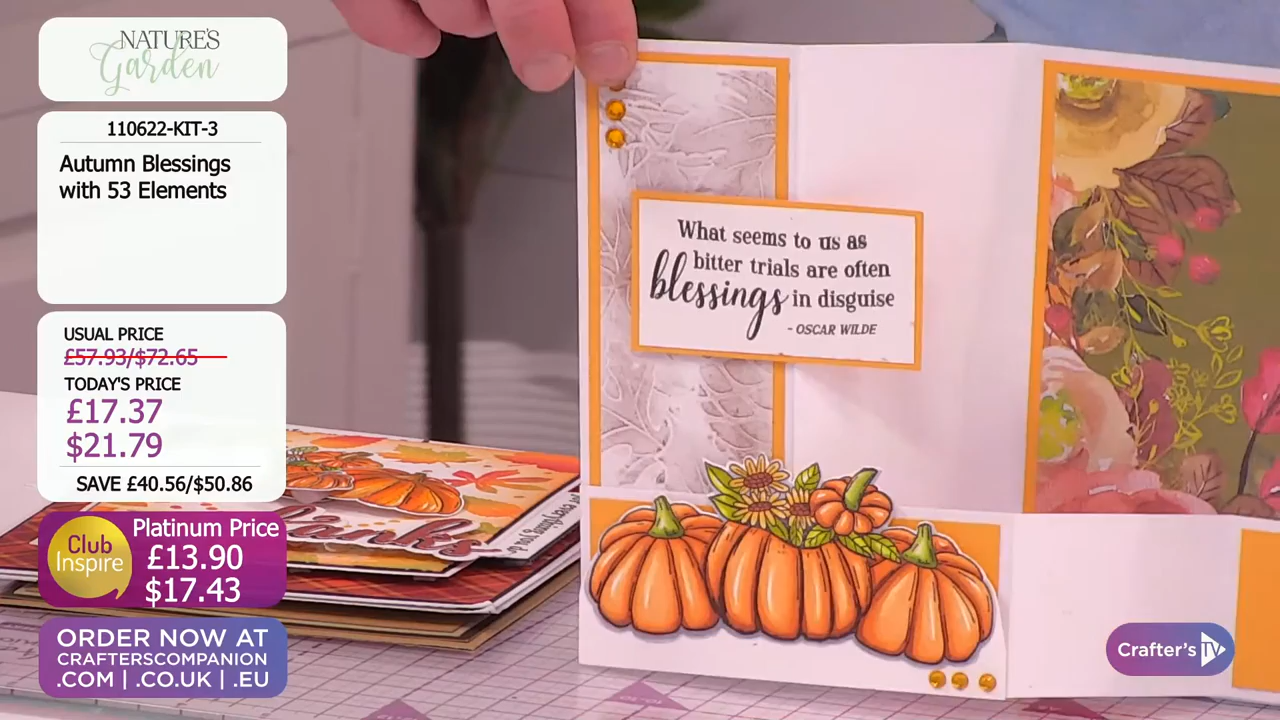 NATURE'S
Garden
110622-KIT-3
Autumn Blessings
with 53 Elements
USUAL PRICE
£57.93/$72.65
TODAY'S PRICE
£17.37
$21.79
SAVE £40.56/$50.86
Club
Inspire
Platinum Price
£13.90
$17.43
ORDER NOW AT
CRAFTERSCOMPANION
.COM | .CO.UK | .EU
What seems to us as
bitter trials are often
blessings in disguise
- OSCAR WILDE
Thanks
Crafter's TV